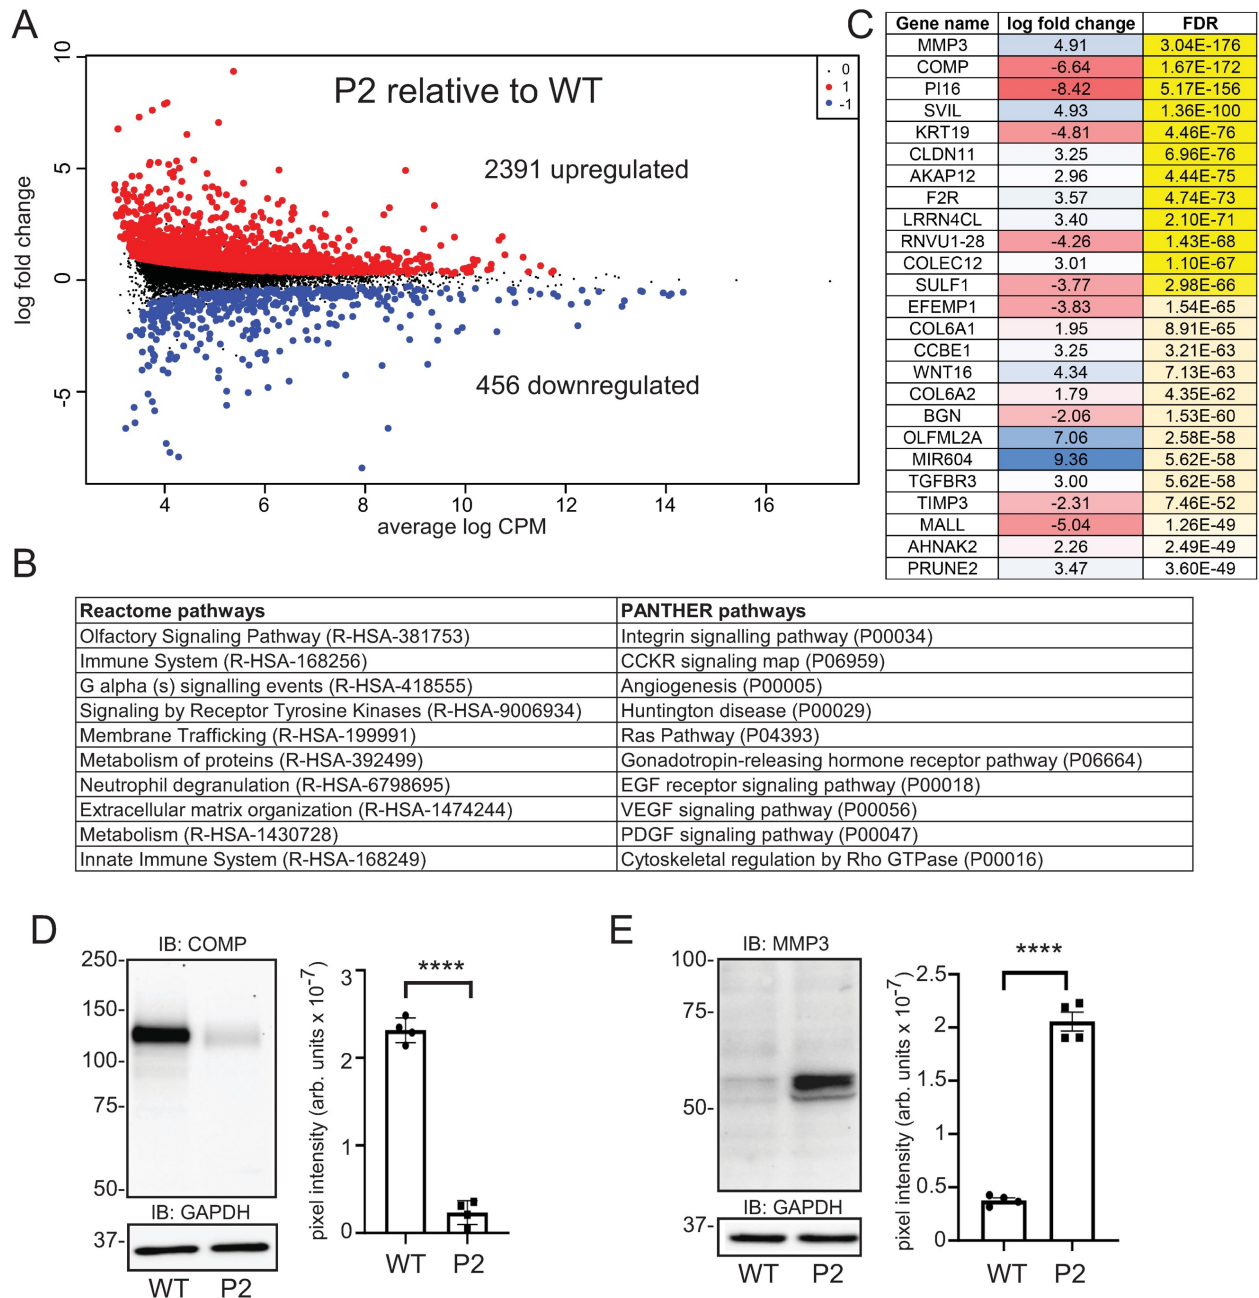 A
P2 relative to WT
0
1
-1
2391 upregulated
456 downregulated
10
5
0
-5
log fold change
4
6
8
10
12
14
16
average log CPM
C
Gene name log fold change FDR
MMP3 4.91 3.04E-176
COMP -6.64 1.67E-172
PI16 -8.42 5.17E-156
SVIL 4.93 1.36E-100
KRT19 -4.81 4.46E-76
CLDN11 3.25 6.96E-76
AKAP12 2.96 4.44E-75
F2R 3.57 4.74E-73
LRRN4CL 3.40 2.10E-71
RNVU1-28 -4.26 1.43E-68
COLEC12 3.01 1.10E-67
SULF1 -3.77 2.98E-66
EFEMP1 -3.83 1.54E-65
COL6A1 1.95 8.91E-65
CCBE1 3.25 3.21E-63
WNT16 4.34 7.13E-63
COL6A2 1.79 4.35E-62
BGN -2.06 1.53E-60
OLFML2A 7.06 2.58E-58
MIR604 9.36 5.62E-58
TGFBR3 3.00 5.62E-58
TIMP3 -2.31 7.46E-52
MALL -5.04 1.26E-49
AHNAK2 2.26 2.49E-49
PRUNE2 3.47 3.60E-49
B
Reactome pathways PANTHER pathways
Olfactory Signaling Pathway (R-HSA-381753) Integrin signalling pathway (P00034)
Immune System (R-HSA-168256) CCKR signaling map (P06959)
G alpha (s) signalling events (R-HSA-418555) Angiogenesis (P00005)
Signaling by Receptor Tyrosine Kinases (R-HSA-9006934) Huntington disease (P00029)
Membrane Trafficking (R-HSA-199991) Ras Pathway (P04393)
Metabolism of proteins (R-HSA-392499) Gonadotropin-releasing hormone receptor pathway (P06664)
Neutrophil degranulation (R-HSA-6798695) EGF receptor signaling pathway (P00018)
Extracellular matrix organization (R-HSA-1474244) VEGF signaling pathway (P00056)
Metabolism (R-HSA-1430728) PDGF signaling pathway (P00047)
Innate Immune System (R-HSA-168249) Cytoskeletal regulation by Rho GTPase (P00016)
D
IB: COMP
250-
150-
100-
75-
50-
IB: GAPDH
37-
WT P2
pixel intensity (arb. units x 10-7)
3
2
1
0
****
WT P2
E
IB: MMP3
100-
75-
50-
IB: GAPDH
37-
WT P2
pixel intensity (arb. units x 10-7)
2.5
2
1.5
1
0.5
0
****
WT P2